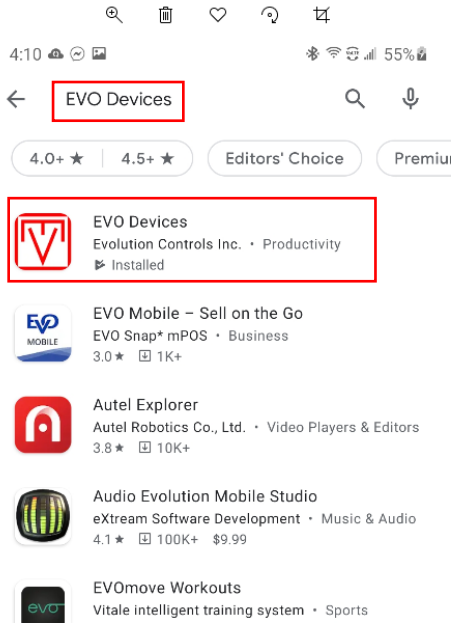 4:10 55%
EVO Devices
4.0+ ★ 4.5+ ★ Editors' Choice Premiu
EVO Devices
Evolution Controls Inc. • Productivity
Installed
EVO Mobile – Sell on the Go
EVO Snap* mPOS • Business
3.0 ★ 1K+
EVO
MOBILE
Autel Explorer
Autel Robotics Co., Ltd. • Video Players & Editors
3.8 ★ 10K+
Audio Evolution Mobile Studio
eXtream Software Development • Music & Audio
4.1 ★ 100K+ $9.99
EVOmove Workouts
Vitale intelligent training system • Sports
evo